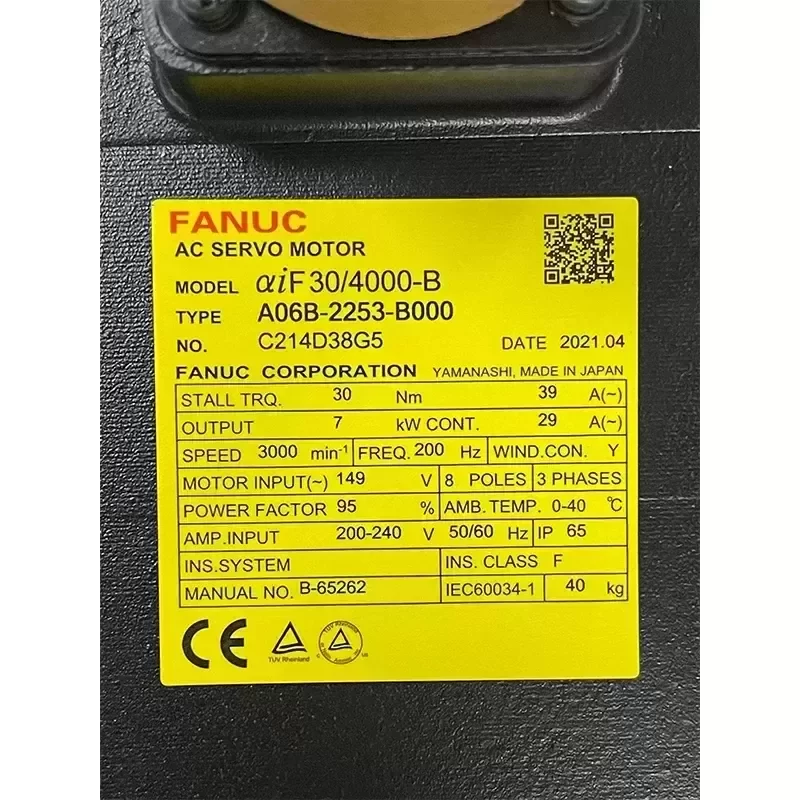 FANUC
AC SERVO MOTOR
MODEL αiF 30/4000-B
TYPE A06B-2253-B000
NO. C214D38G5 DATE 2021.04
FANUC CORPORATION YAMANASHI, MADE IN JAPAN
STALL TRQ. 30 Nm 39 A(~)
OUTPUT 7 kW CONT. 29 A(~)
SPEED 3000 min-1 FREQ. 200 Hz WIND.CON. Y
MOTOR INPUT(~) 149 V 8 POLES 3 PHASES
POWER FACTOR 95 % AMB.TEMP. 0-40 ℃
AMP.INPUT 200-240 V 50/60 Hz IP 65
INS.SYSTEM INS. CLASS F
MANUAL NO. B-65262 IEC60034-1 40 kg
CE
TUV Rheinland